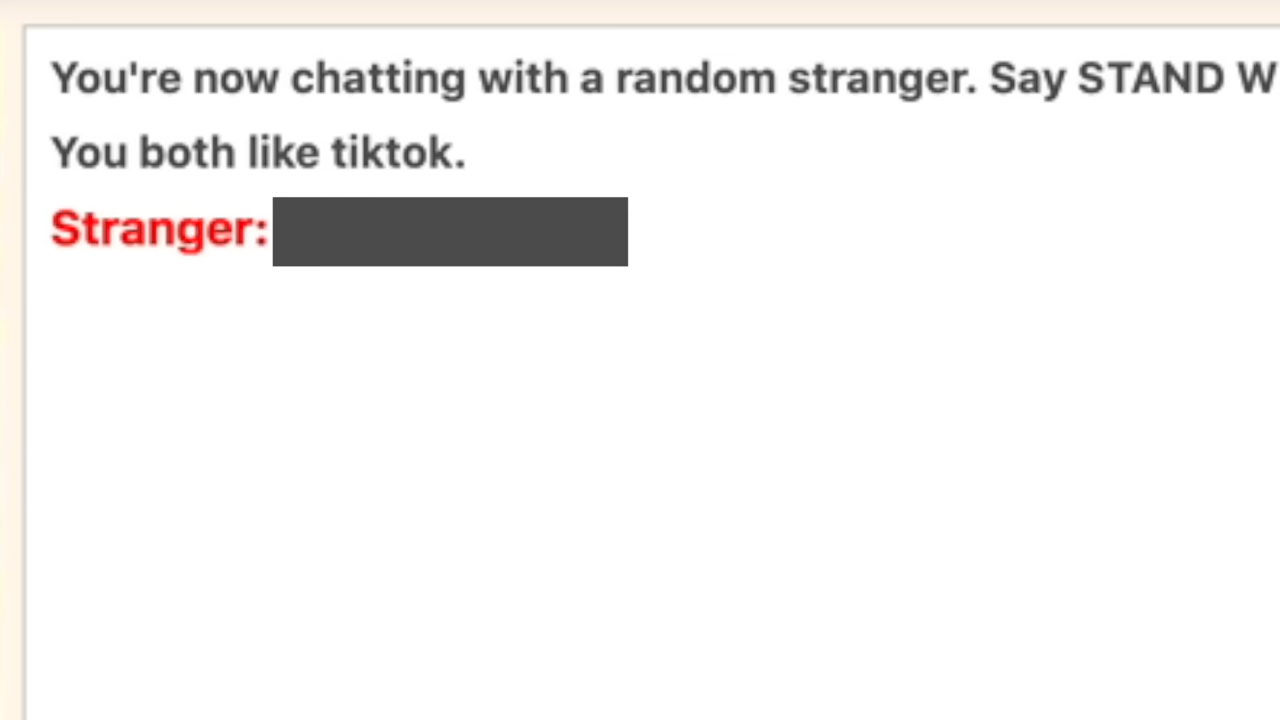 You're now chatting with a random stranger. Say STAND W
You both like tiktok.
Stranger: